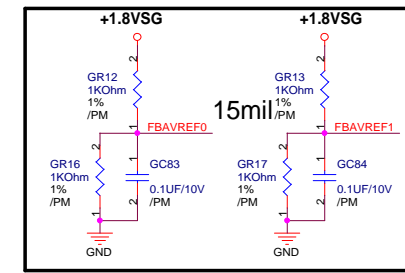 +1.8VSG
+1.8VSG
2
2
GR12
1KOhm
1%
/PM
GR13
1KOhm
1%
/PM
15mil
1
1
FBAVREF0
FBAVREF1
2
1
2
1
GR16
1KOhm
1%
/PM
GC83
0.1UF/10V
/PM
GR17
1KOhm
1%
/PM
GC84
0.1UF/10V
/PM
1
2
1
2
GND
GND